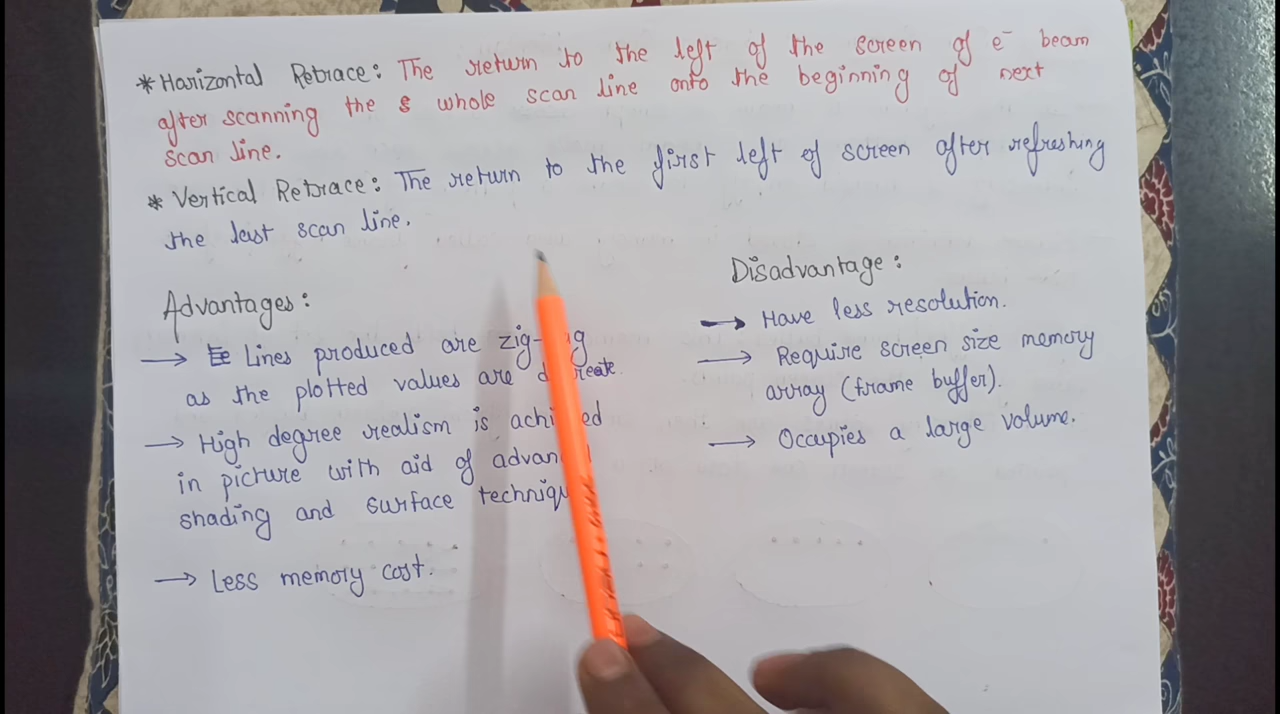 * Horizontal Retrace: The return to the left of the screen of e⁻ beam
after scanning the whole scan line onto the beginning of next
scan line.
* Vertical Retrace: The return to the first left of screen after refreshing
the last scan line.
Advantages:
→ Lines produced are
as the plotted values are
→ High degree realism is
in picture with aid of
shading and surface
→ Less memory cost.
Disadvantage:
→ Have less resolution.
→ Require screen size memory
array (frame buffer).
→ Occupies a large volume.